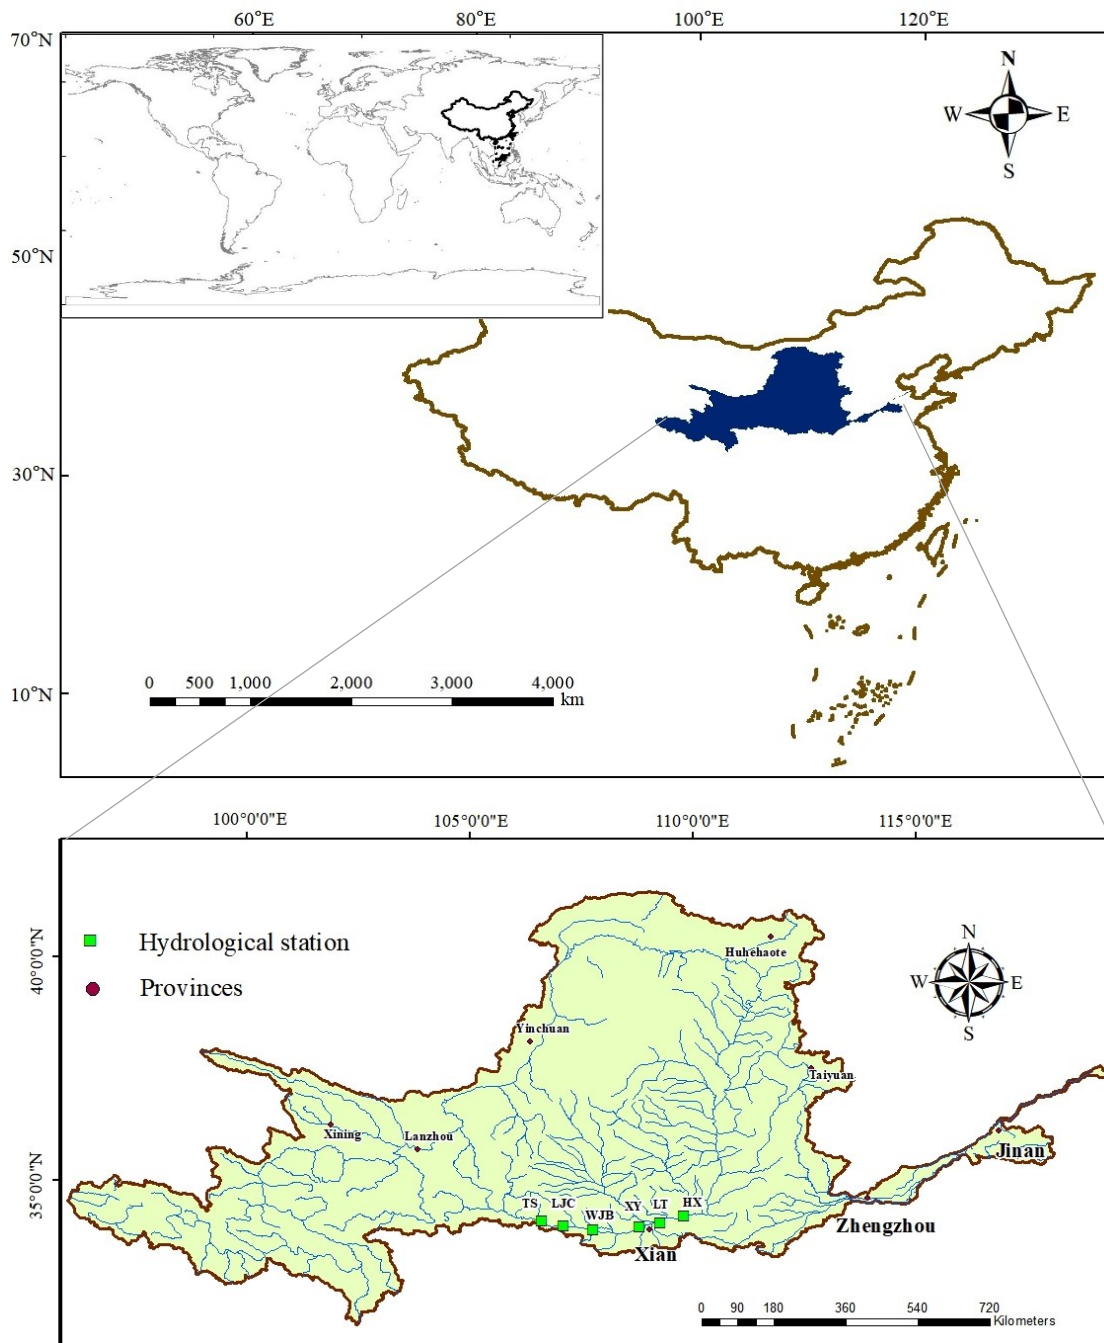 60°E 80°E 100°E 120°E
70°N
N
W E
S
50°N
30°N
10°N
0 500 1,000 2,000 3,000 4,000
km
100°0'0"E 105°0'0"E 110°0'0"E 115°0'0"E
40°0'0"N
Hydrological station
Provinces
N
W E
S
Huhehaote
Yinchuan
Taiyuan
Xining
Lanzhou
Jinan
35°0'0"N
TS LJC WJB XY LT HX
Zhengzhou
Xian
0 90 180 360 540 720
Kilometers